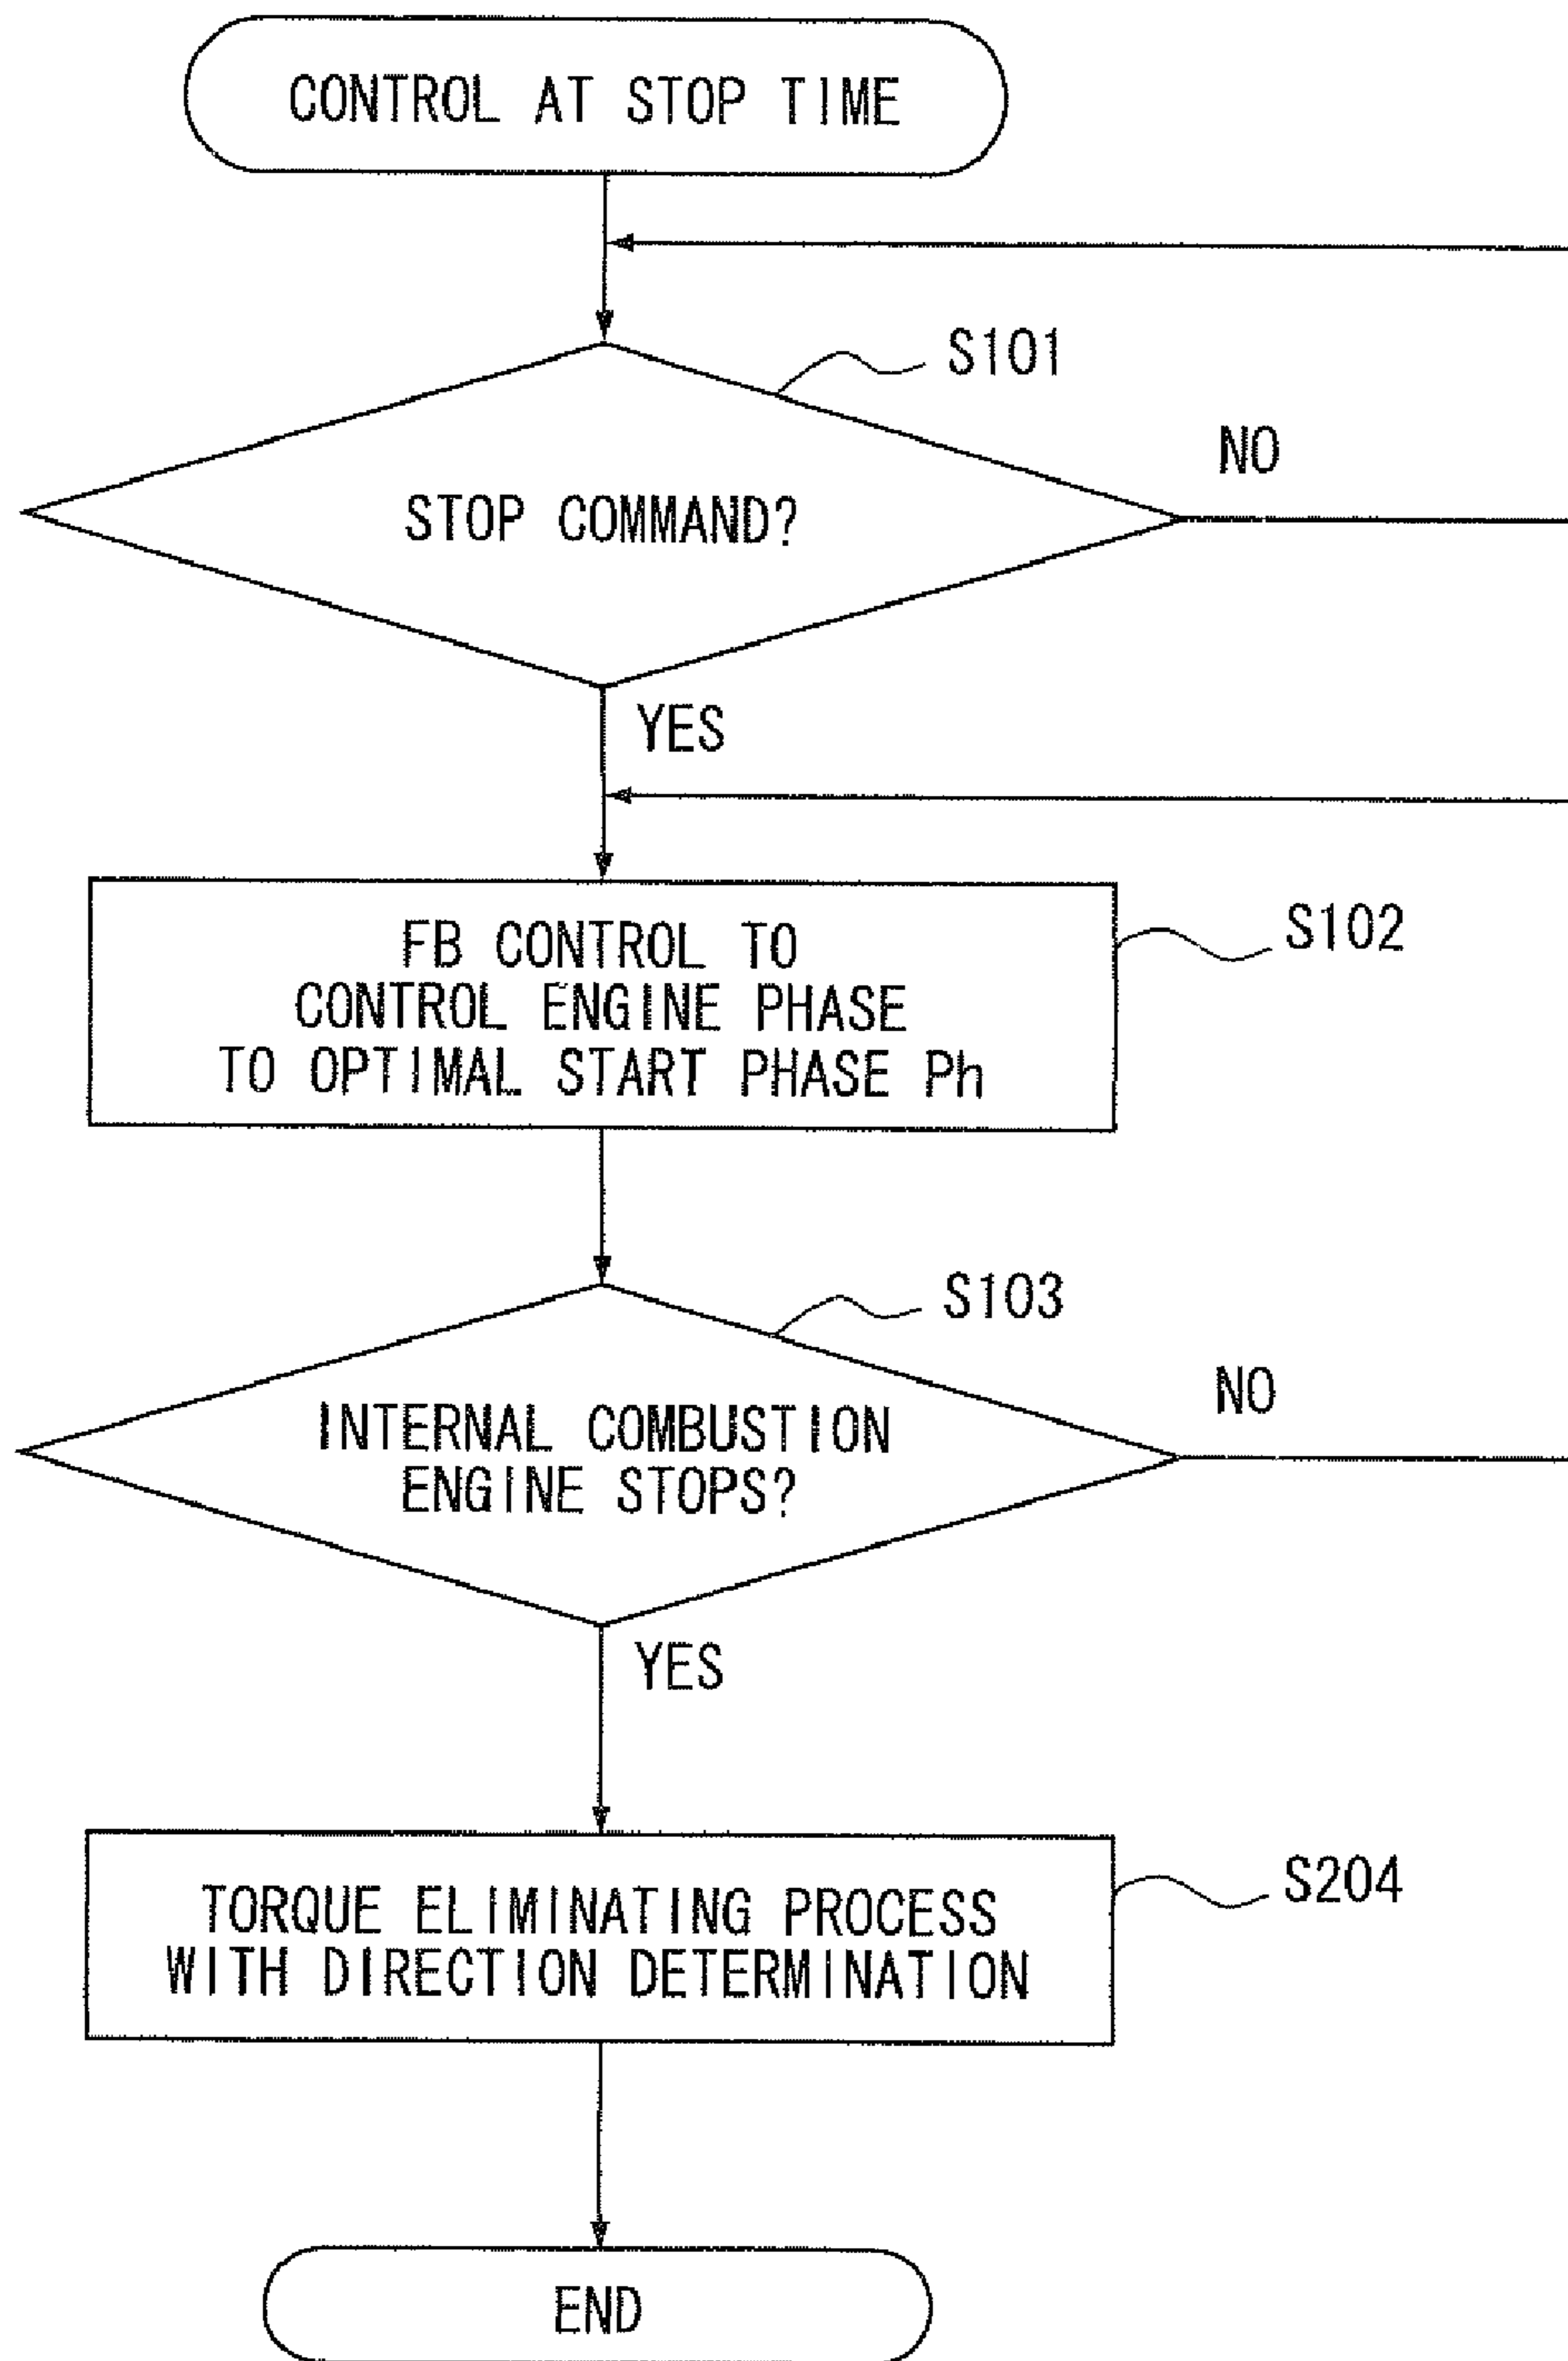 CONTROL AT STOP TIME
S101
NO
STOP COMMAND?
YES
FB CONTROL TO
CONTROL ENGINE PHASE
TO OPTIMAL START PHASE Ph
S102
S103
NO
INTERNAL COMBUSTION
ENGINE STOPS?
YES
TORQUE ELIMINATING PROCESS
WITH DIRECTION DETERMINATION
S204
END